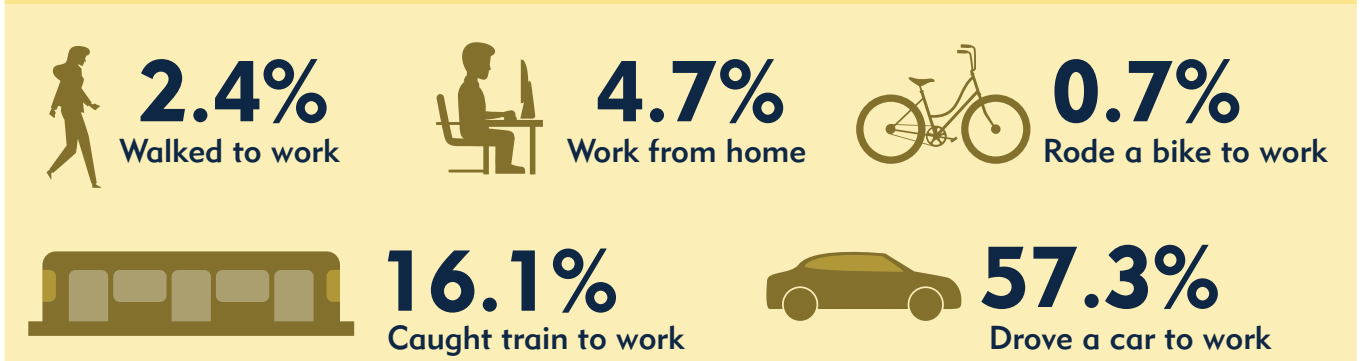 2.4%
Walked to work
4.7%
Work from home
0.7%
Rode a bike to work
16.1%
Caught train to work
57.3%
Drove a car to work